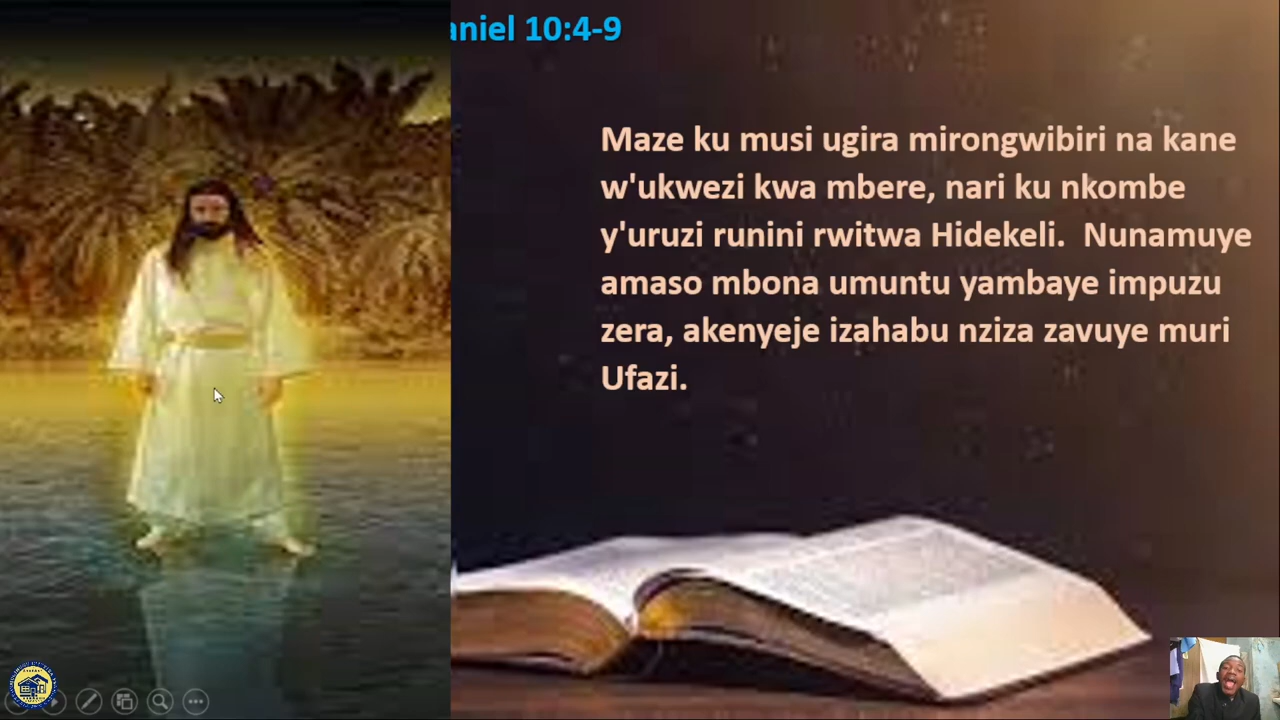 aniel 10:4-9
Maze ku musi ugira mirongwibiri na kane
w'ukwezi kwa mbere, nari ku nkombe
y'uruzi runini rwitwa Hidekeli.  Nunamuye
amaso mbona umuntu yambaye impuzu
zera, akenyeje izahabu nziza zavuye muri
Ufazi.